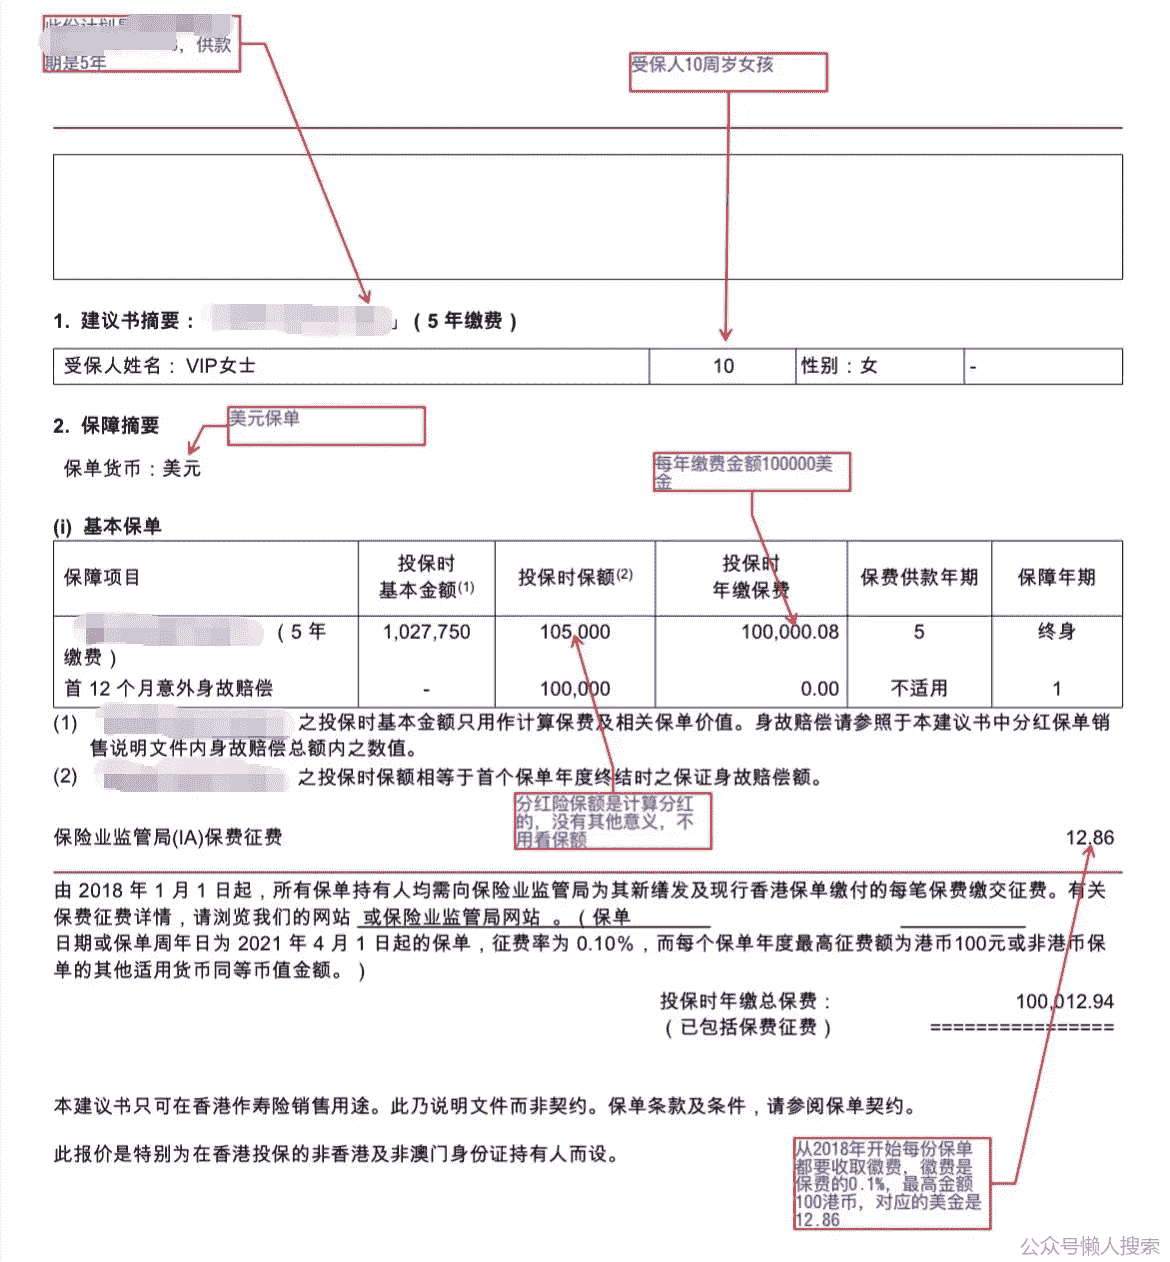 供款
期是5年
受保人10周岁女孩
1. 建议书摘要： 」（5 年缴费）
受保人姓名： VIP女士 10 性别：女 -
美元保单
2. 保障摘要
保单货币：美元
每年缴费金额100000美
金
(i) 基本保单
保障项目 投保时 基本金额(1) 投保时保额(2) 投保时 年缴保费 保费供款年期 保障年期
（5 年 1,027,750 105,000 100,000.08 5 终身
缴费）
首 12 个月意外身故赔偿 - 100,000 0.00 不适用 1
(1) 之投保时基本金额只用作计算保费及相关保单价值。身故赔偿请参照于本建议书中分红保单销
售说明文件内身故赔偿总额内之数值。
(2) 之投保时保额相等于首个保单年度终结时之保证身故赔偿额。
分红险保额是计算分红
的，没有其他意义，不
用看保额
保险业监管局(IA)保费征费 12.86
由 2018 年 1 月 1 日起，所有保单持有人均需向保险业监管局为其新缮发及现行香港保单缴付的每笔保费缴交征费。有关
保费征费详情，请浏览我们的网站 或保险业监管局网站 。（保单
日期或保单周年日为 2021 年 4 月 1 日起的保单，征费率为 0.10%，而每个保单年度最高征费额为港币100元或非港币保
单的其他适用货币同等币值金额。）
投保时年缴总保费： 100,012.94
（已包括保费征费） ================
本建议书只可在香港作寿险销售用途。此乃说明文件而非契约。保单条款及条件，请参阅保单契约。
此报价是特别为在香港投保的非香港及非澳门身份证持有人而设。
从2018年开始每份保单
都要收取徽费，徽费是
保费的0.1%，最高金额
100港币，对应的美金是
12.86
公众号懒人搜索